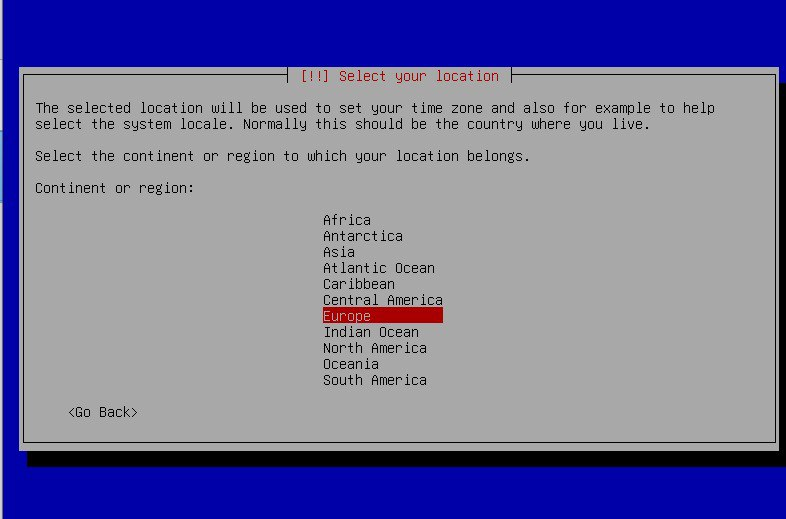 [!!] Select your location
The selected location will be used to set your time zone and also for example to help
select the system locale. Normally this should be the country where you live.
Select the continent or region to which your location belongs.
Continent or region:
Africa
Antarctica
Asia
Atlantic Ocean
Caribbean
Central America
Europe
Indian Ocean
North America
Oceania
South America
<Go Back>